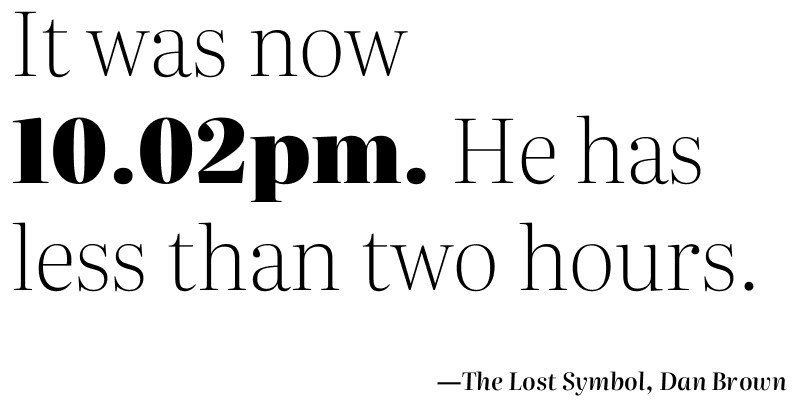 It was now
10.02pm. He has
less than two hours.
—The Lost Symbol, Dan Brown